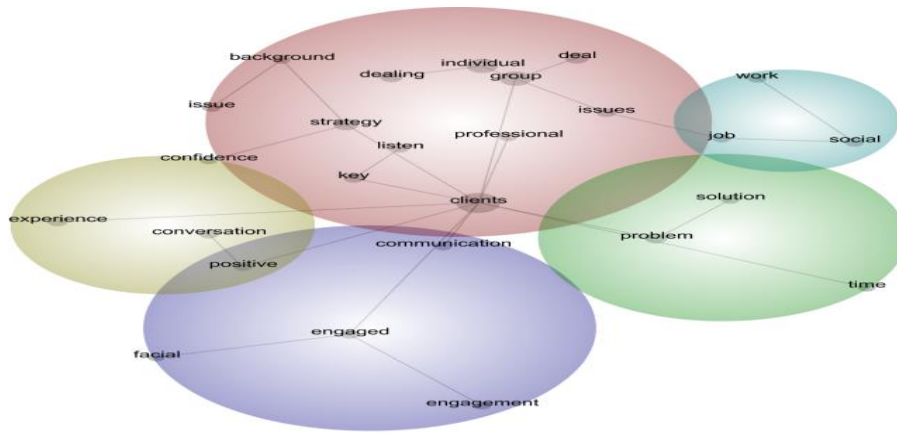 background
individual
deal
dealing
group
work
issue
strategy
issues
professional
job
social
listen
confidence
key
clients
solution
experience
conversation
communication
problem
positive
time
engaged
facial
engagement